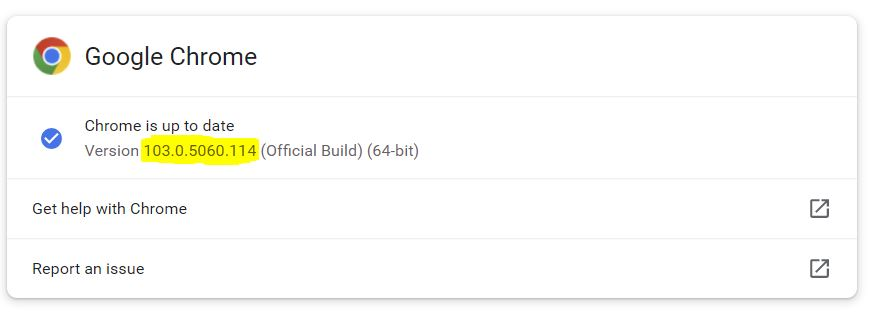 Google Chrome
Chrome is up to date
Version 103.0.5060.114 (Official Build) (64-bit)
Get help with Chrome
Report an issue